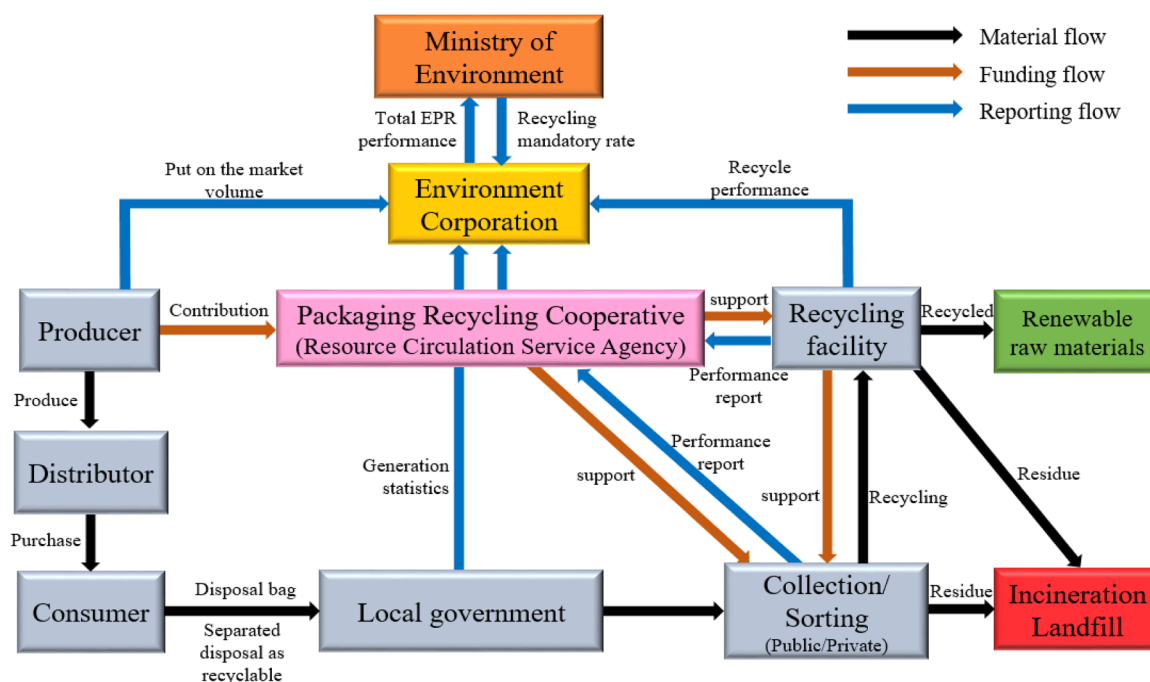 Ministry of
Environment
Material flow
Funding flow
Reporting flow
Total EPR
performance
Recycling
mandatory rate
Put on the market
volume
Environment
Corporation
Recycle
performance
Producer
Contribution
Packaging Recycling Cooperative
(Resource Circulation Service Agency)
support
Recycling
facility
Recycled
Renewable
raw materials
Performance
report
Produce
Distributor
Generation
statistics
support
Performance
report
support
Recycling
Residue
Purchase
Consumer
Disposal bag
Separated
disposal as
recyclable
Local government
Collection/
Sorting
(Public/Private)
Residue
Incineration
Landfill